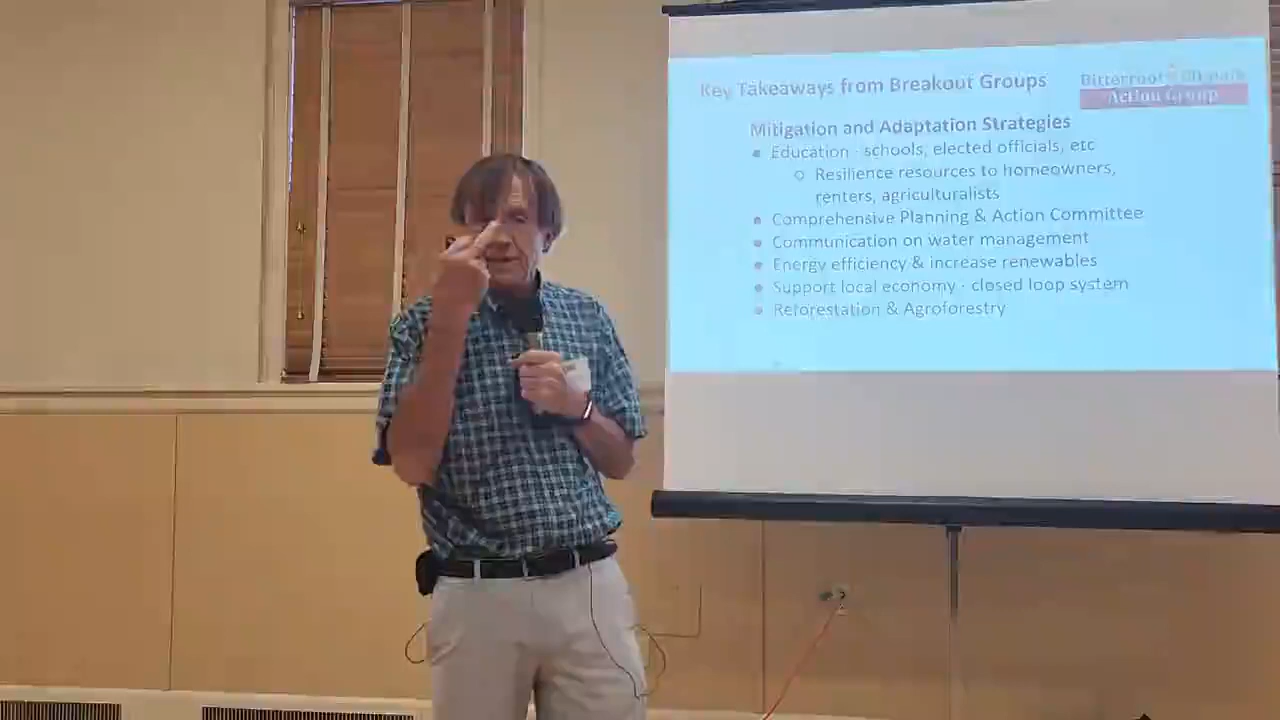 Key Takeaways from Breakout Groups
Bitterroot Climate
Action Group
Mitigation and Adaptation Strategies
Education - schools, elected officials, etc
Resilience resources to homeowners,
renters, agriculturalists
Comprehensive Planning & Action Committee
Communication on water management
Energy efficiency & increase renewables
Support local economy - closed loop system
Reforestation & Agroforestry